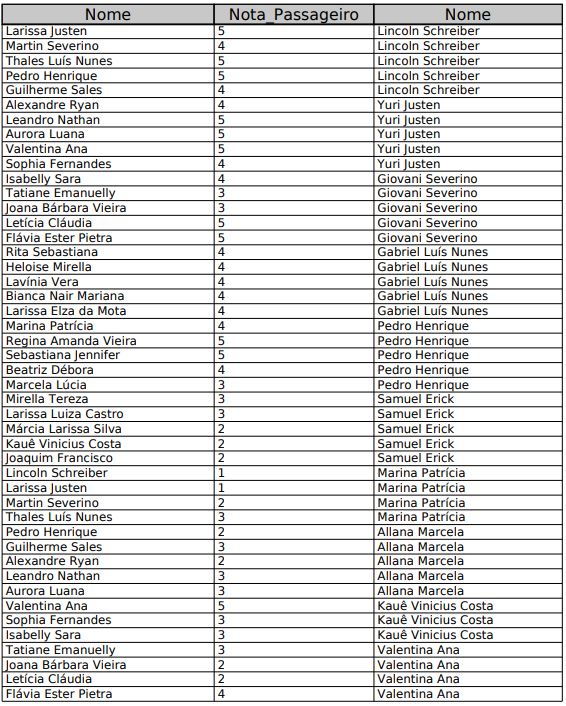 Nome Nota_Passageiro Nome
Larissa Justen 5 Lincoln Schreiber
Martin Severino 4 Lincoln Schreiber
Thales Luís Nunes 5 Lincoln Schreiber
Pedro Henrique 5 Lincoln Schreiber
Guilherme Sales 4 Lincoln Schreiber
Alexandre Ryan 4 Yuri Justen
Leandro Nathan 5 Yuri Justen
Aurora Luana 5 Yuri Justen
Valentina Ana 5 Yuri Justen
Sophia Fernandes 4 Yuri Justen
Isabelly Sara 4 Giovani Severino
Tatiane Emanuelly 3 Giovani Severino
Joana Bárbara Vieira 3 Giovani Severino
Letícia Cláudia 5 Giovani Severino
Flávia Ester Pietra 5 Giovani Severino
Rita Sebastiana 4 Gabriel Luís Nunes
Heloise Mirella 4 Gabriel Luís Nunes
Lavínia Vera 4 Gabriel Luís Nunes
Bianca Nair Mariana 4 Gabriel Luís Nunes
Larissa Elza da Mota 4 Gabriel Luís Nunes
Marina Patrícia 4 Pedro Henrique
Regina Amanda Vieira 5 Pedro Henrique
Sebastiana Jennifer 5 Pedro Henrique
Beatriz Débora 4 Pedro Henrique
Marcela Lúcia 3 Pedro Henrique
Mirella Tereza 3 Samuel Erick
Larissa Luiza Castro 3 Samuel Erick
Márcia Larissa Silva 2 Samuel Erick
Kauê Vinicius Costa 2 Samuel Erick
Joaquim Francisco 2 Samuel Erick
Lincoln Schreiber 1 Marina Patrícia
Larissa Justen 1 Marina Patrícia
Martin Severino 2 Marina Patrícia
Thales Luís Nunes 3 Marina Patrícia
Pedro Henrique 2 Allana Marcela
Guilherme Sales 3 Allana Marcela
Alexandre Ryan 2 Allana Marcela
Leandro Nathan 3 Allana Marcela
Aurora Luana 3 Allana Marcela
Valentina Ana 5 Kauê Vinicius Costa
Sophia Fernandes 3 Kauê Vinicius Costa
Isabelly Sara 3 Kauê Vinicius Costa
Tatiane Emanuelly 3 Valentina Ana
Joana Bárbara Vieira 2 Valentina Ana
Letícia Cláudia 2 Valentina Ana
Flávia Ester Pietra 4 Valentina Ana